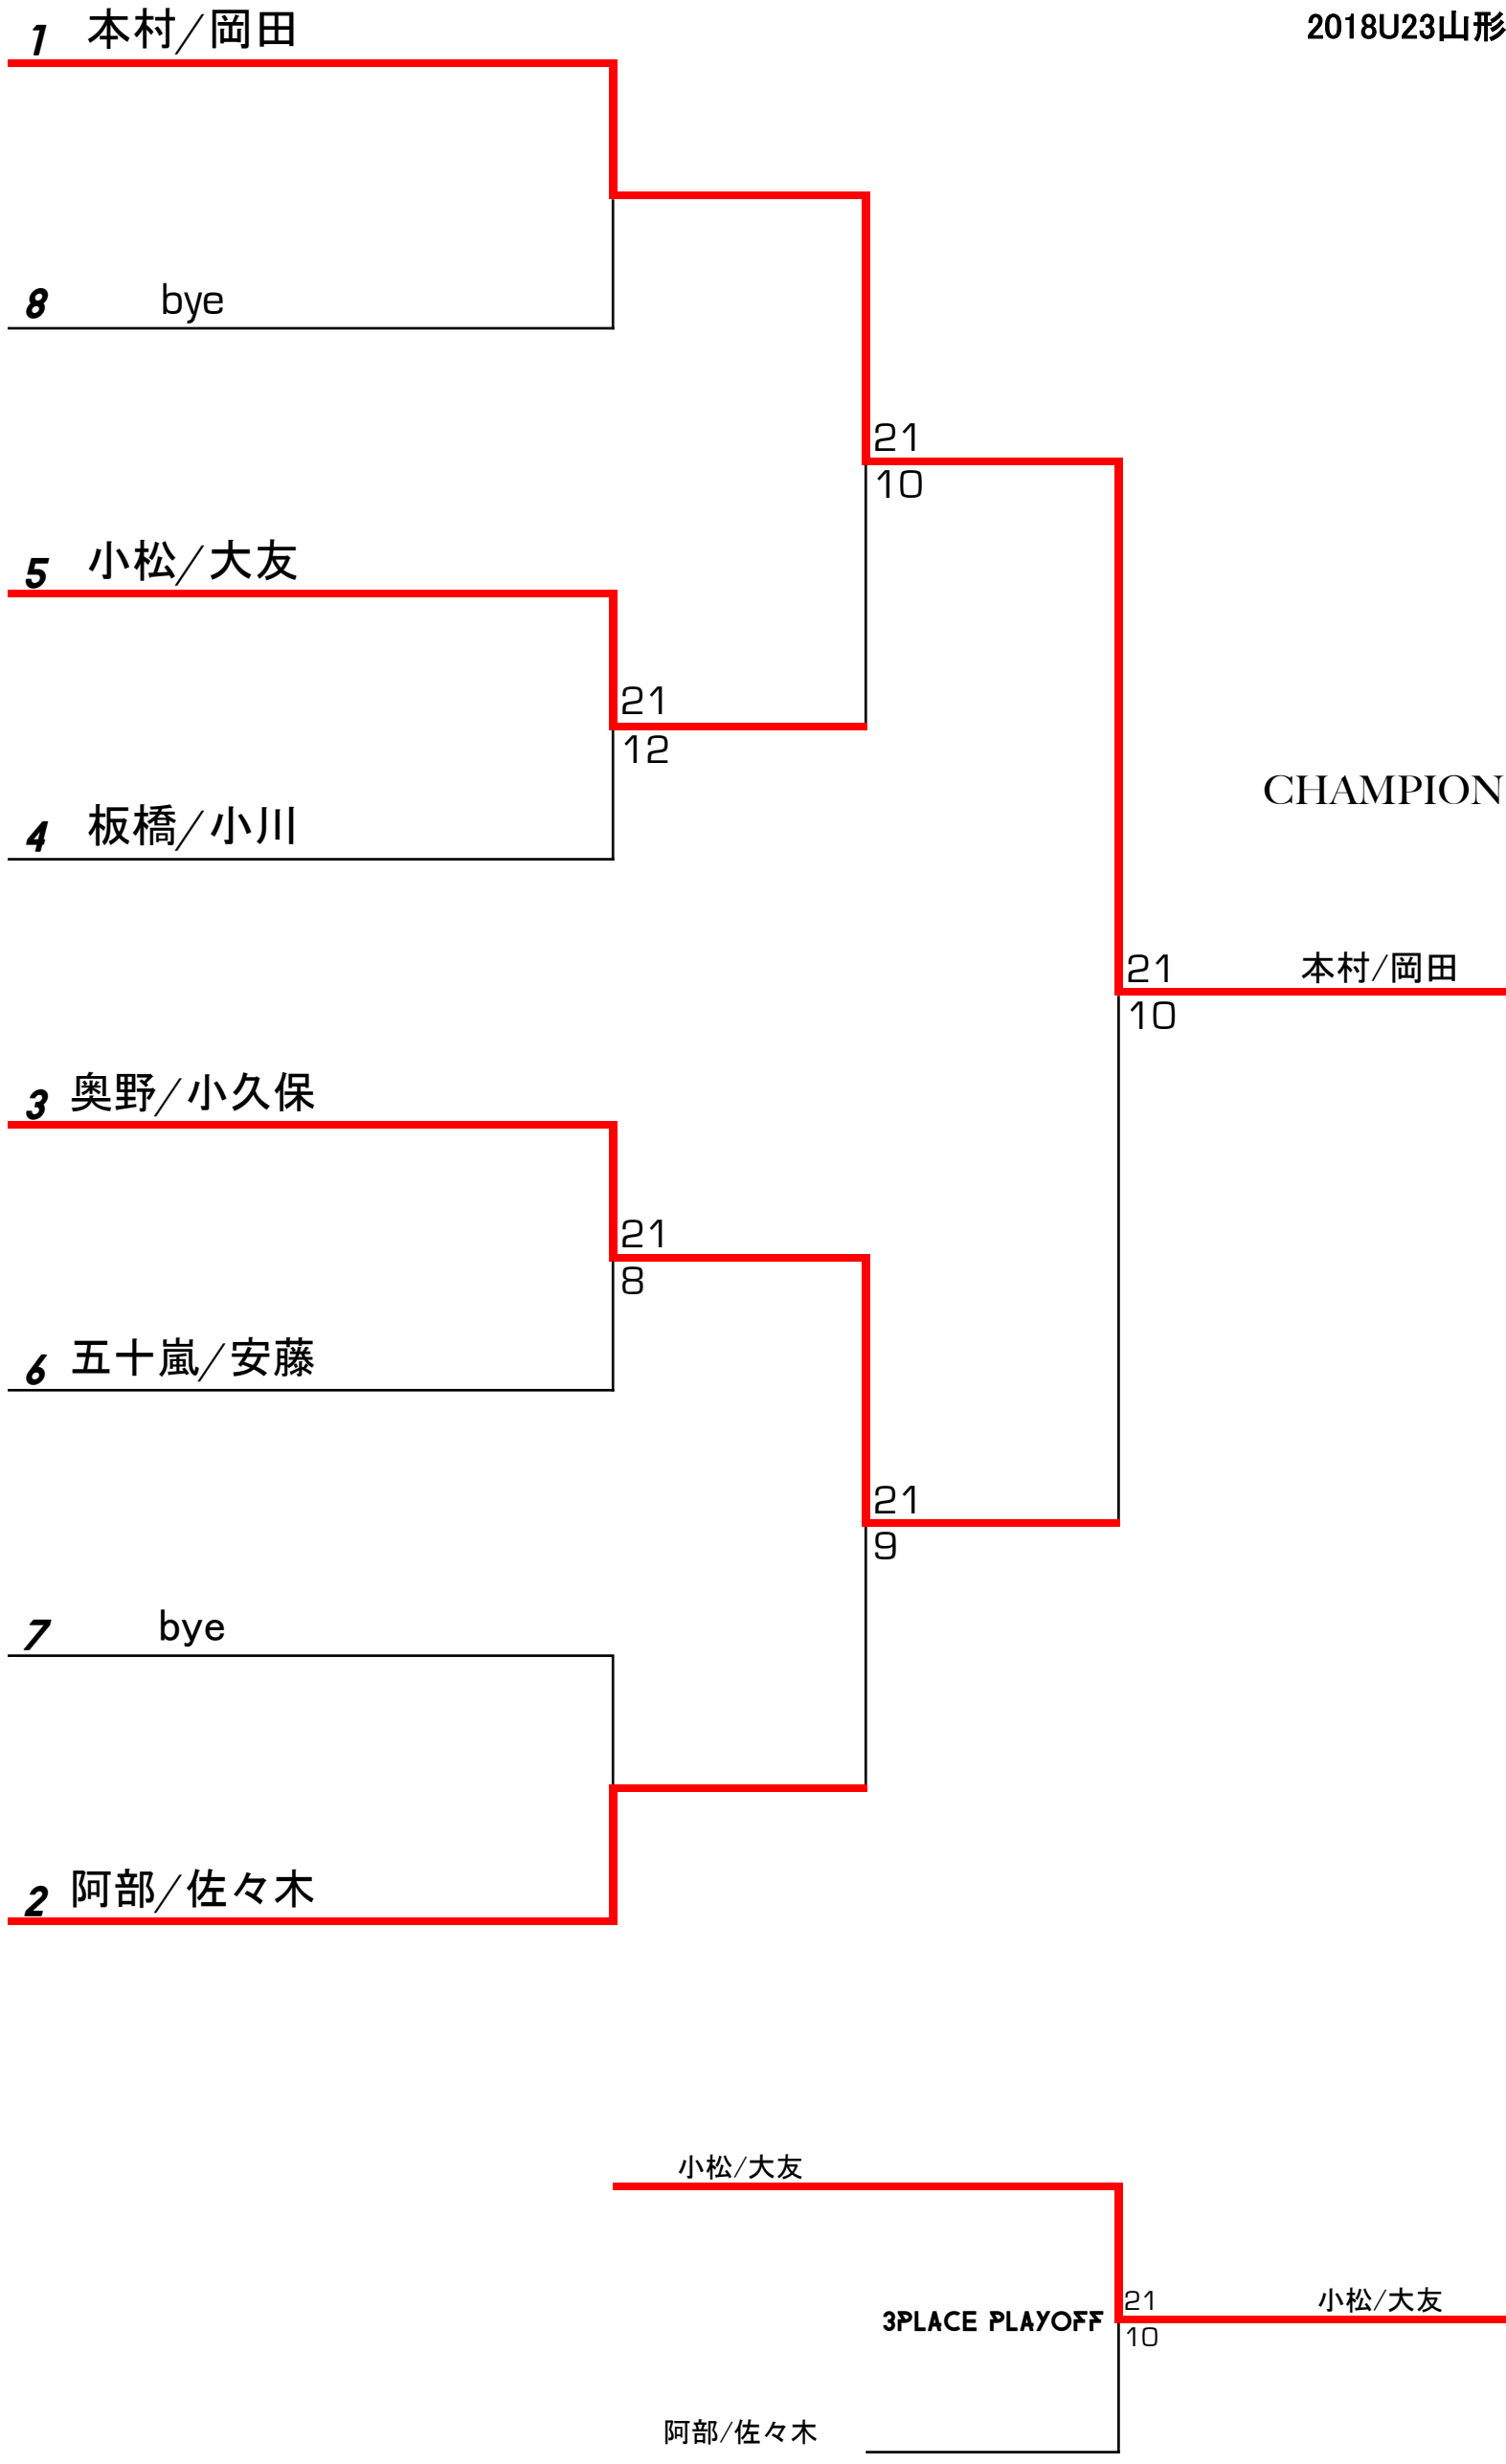 2018U23山形
1 本村/岡田
8 bye
21
10
5 小松/大友
21
12
4 板橋/小川
CHAMPION
本村/岡田
21
10
3 奥野/小久保
21
8
6 五十嵐/安藤
21
9
7 bye
2 阿部/佐々木
小松/大友
3PLACE PLAYOFF
21
10
小松/大友
阿部/佐々木